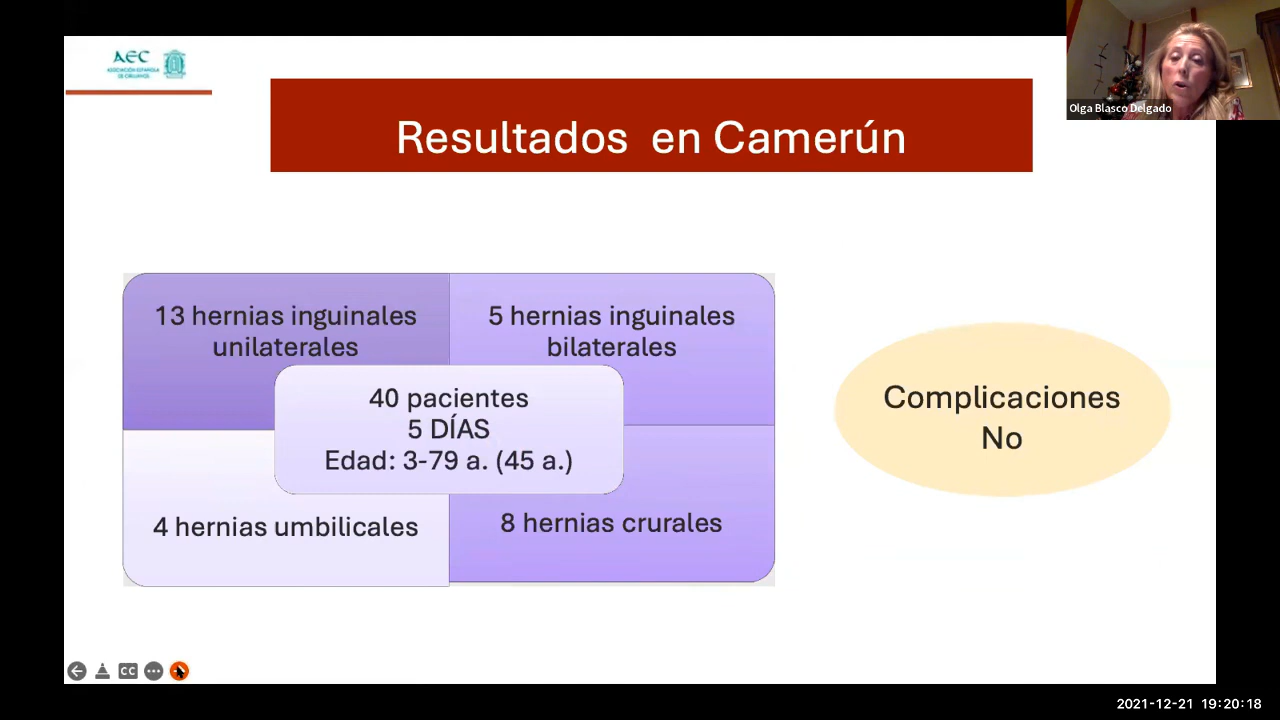 AEC
ASOCIACIÓN ESPAÑOLA
DE CIRUJANOS
Olga Blasco Delgado
Resultados en Camerún
13 hernias inguinales
unilaterales
5 hernias inguinales
bilaterales
40 pacientes
5 DÍAS
Edad: 3-79 a. (45 a.)
4 hernias umbilicales
8 hernias crurales
Complicaciones
No
CC
2021-12-21 19:20:18